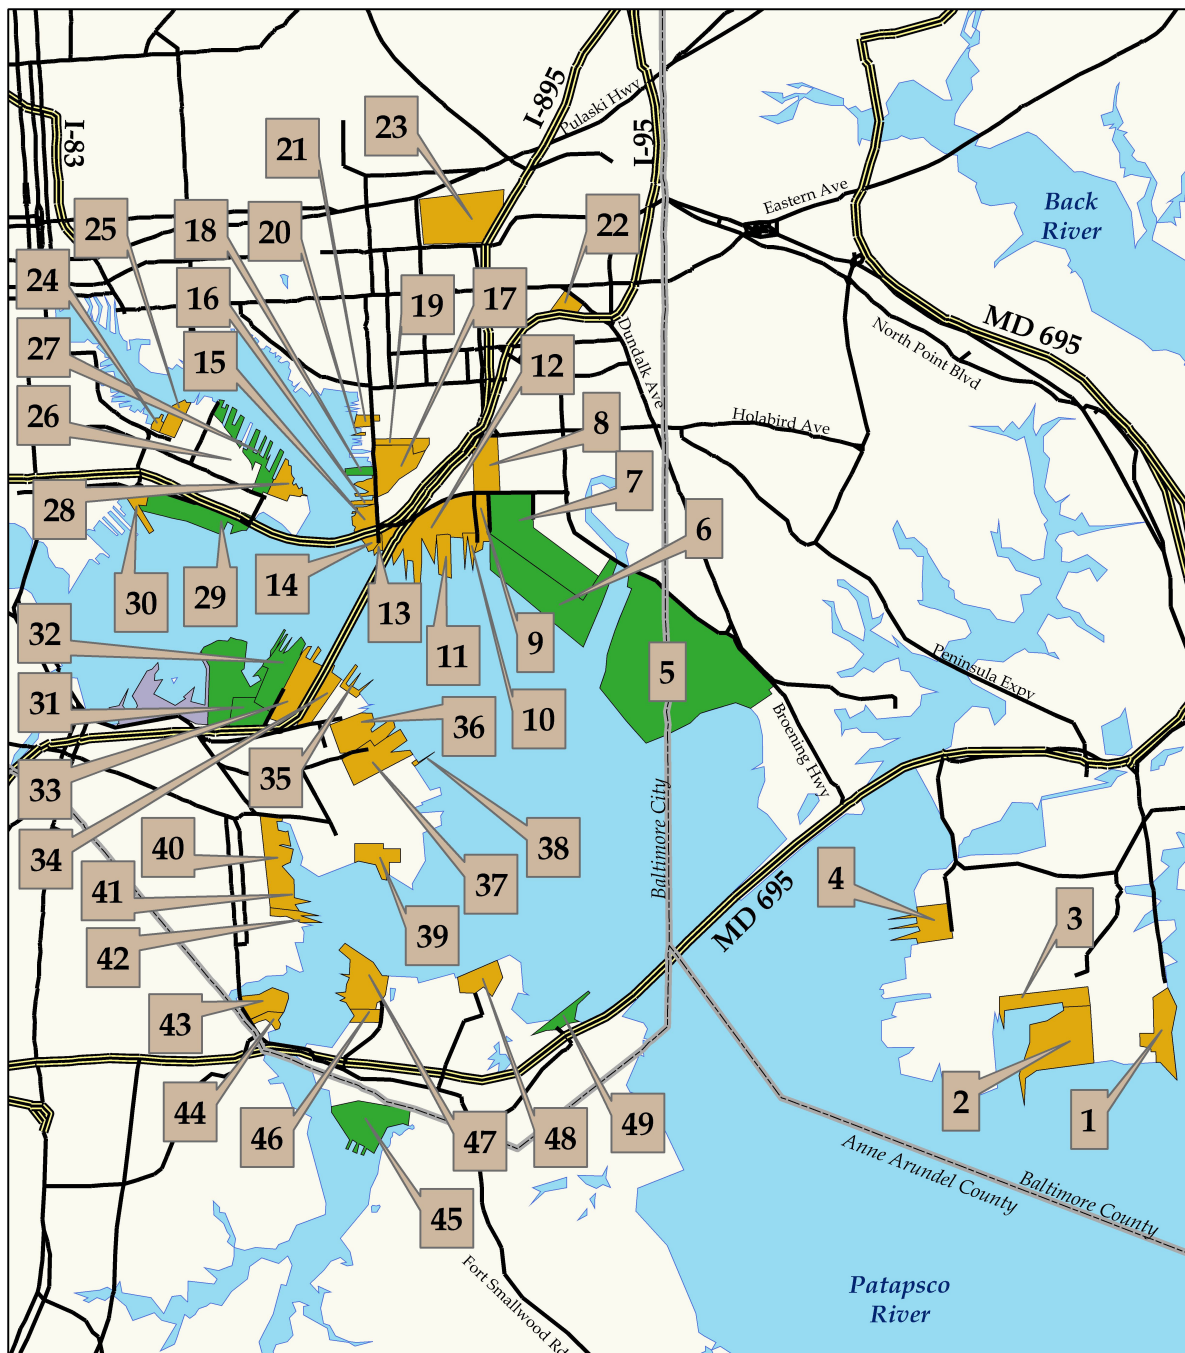 I-83
I-895
Pulaski Hwy
I-95
23
21
Eastern Ave
Back
River
25
18
20
22
24
16
19
17
MD 695
27
15
12
Dundalk Ave
North Point Blvd
26
8
Holabird Ave
28
7
6
30
29
14
13
32
11
9
5
Peninsula Expy
31
36
10
33
35
Broening Hwy
34
40
38
Baltimore City
41
37
4
MD 695
42
39
3
43
2
1
44
46
47
48
49
Anne Arundel County
Baltimore County
45
Fort Smallwood Rd
Patapsco
River